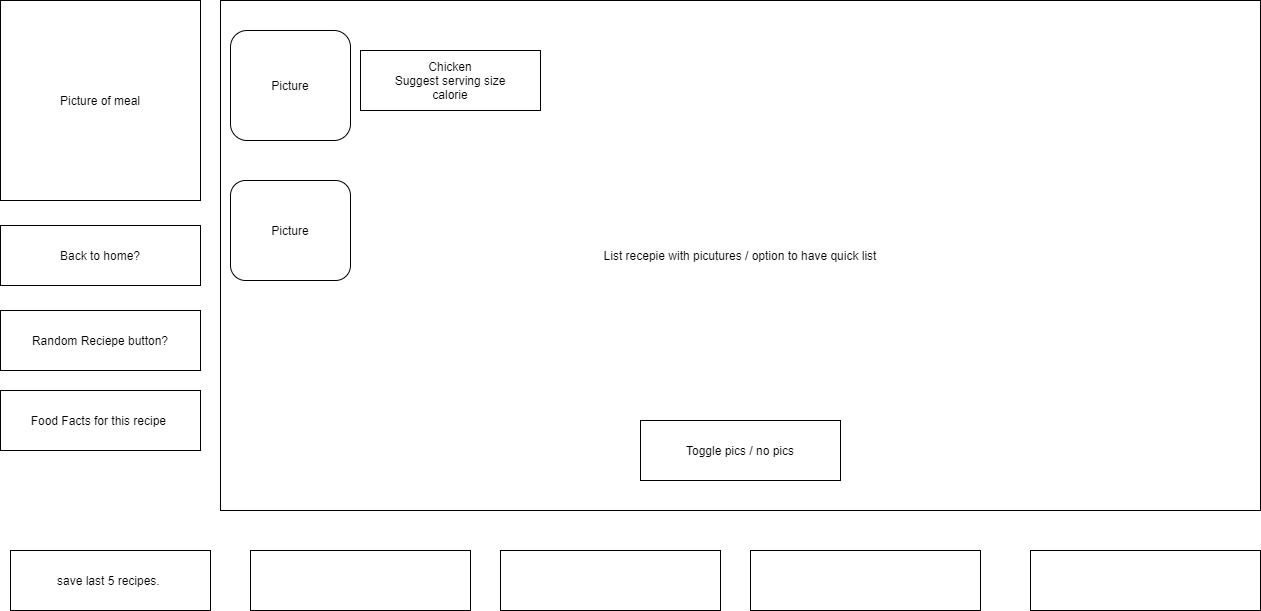 Picture of meal
Picture
Chicken
Suggest serving size
calorie
Picture
Back to home?
List recepie with picutures / option to have quick list
Random Reciepe button?
Food Facts for this recipe
Toggle pics / no pics
save last 5 recipes.